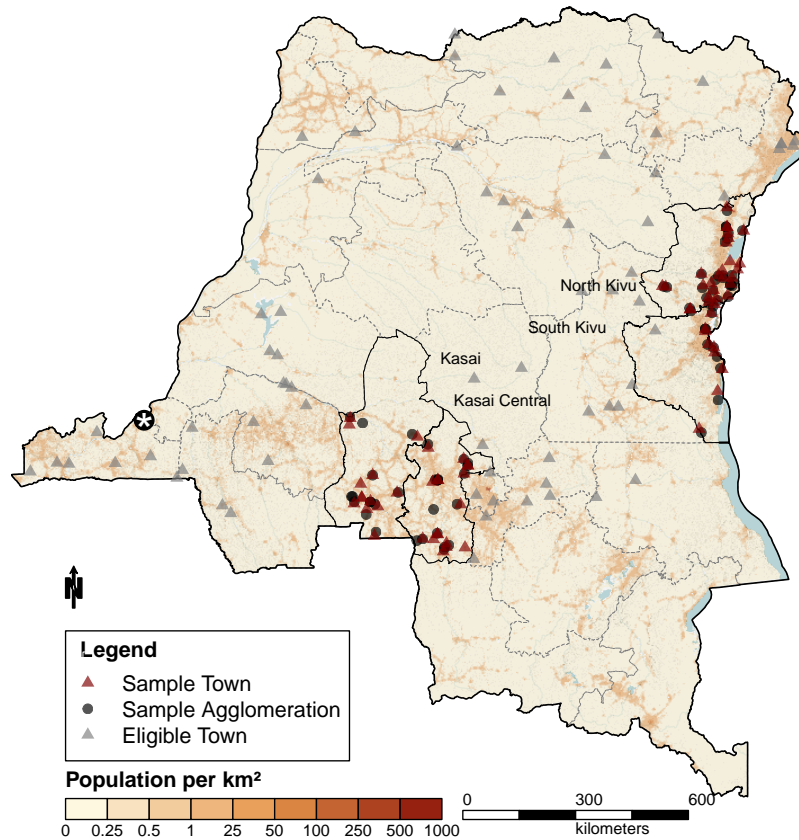 North Kivu
South Kivu
Kasai
Kasai Central
*
N
Legend
Sample Town
Sample Agglomeration
Eligible Town
Population per km²
0 0.25 0.5 1 25 50 100 250 500 1000
0 300 600
kilometers